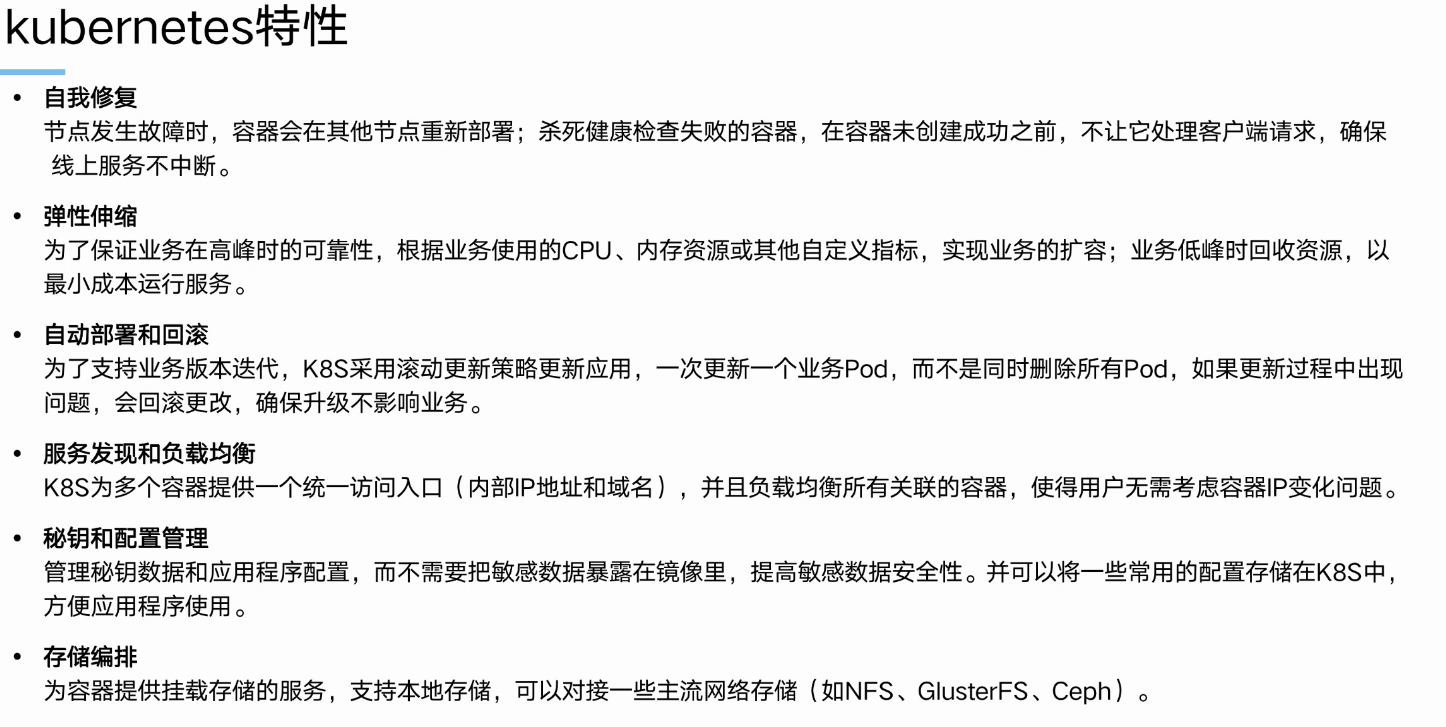 kubernetes特性
• 自我修复
节点发生故障时，容器会在其他节点重新部署；杀死健康检查失败的容器，在容器未创建成功之前，不让它处理客户端请求，确保
线上服务不中断。
• 弹性伸缩
为了保证业务在高峰时的可靠性，根据业务使用的CPU、内存资源或其他自定义指标，实现业务的扩容；业务低峰时回收资源，以
最小成本运行服务。
• 自动部署和回滚
为了支持业务版本迭代，K8S采用滚动更新策略更新应用，一次更新一个业务Pod，而不是同时删除所有Pod，如果更新过程中出现
问题，会回滚更改，确保升级不影响业务。
• 服务发现和负载均衡
K8S为多个容器提供一个统一访问入口（内部IP地址和域名），并且负载均衡所有关联的容器，使得用户无需考虑容器IP变化问题。
• 秘钥和配置管理
管理秘钥数据和应用程序配置，而不需要把敏感数据暴露在镜像里，提高敏感数据安全性。并可以将一些常用的配置存储在K8S中，
方便应用程序使用。
• 存储编排
为容器提供挂载存储的服务，支持本地存储，可以对接一些主流网络存储（如NFS、GlusterFS、Ceph）。